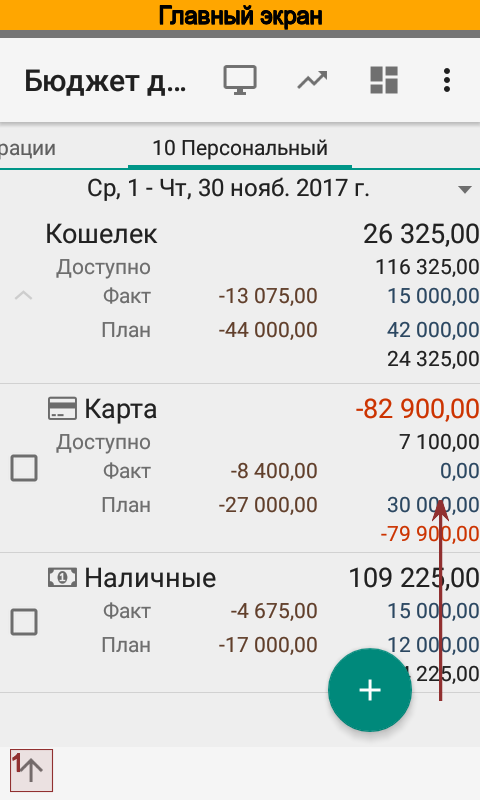 Главный экран
Бюджет д...
рации
10 Персональный
Ср, 1 - Чт, 30 нояб. 2017 г.
Кошелек 26 325,00
Доступно 116 325,00
Факт -13 075,00 15 000,00
План -44 000,00 42 000,00
24 325,00
Карта -82 900,00
Доступно 7 100,00
Факт -8 400,00 0,00
План -27 000,00 30 000,00
-79 900,00
Наличные 109 225,00
Факт -4 675,00 15 000,00
План -17 000,00 12 000,00
225,00
1